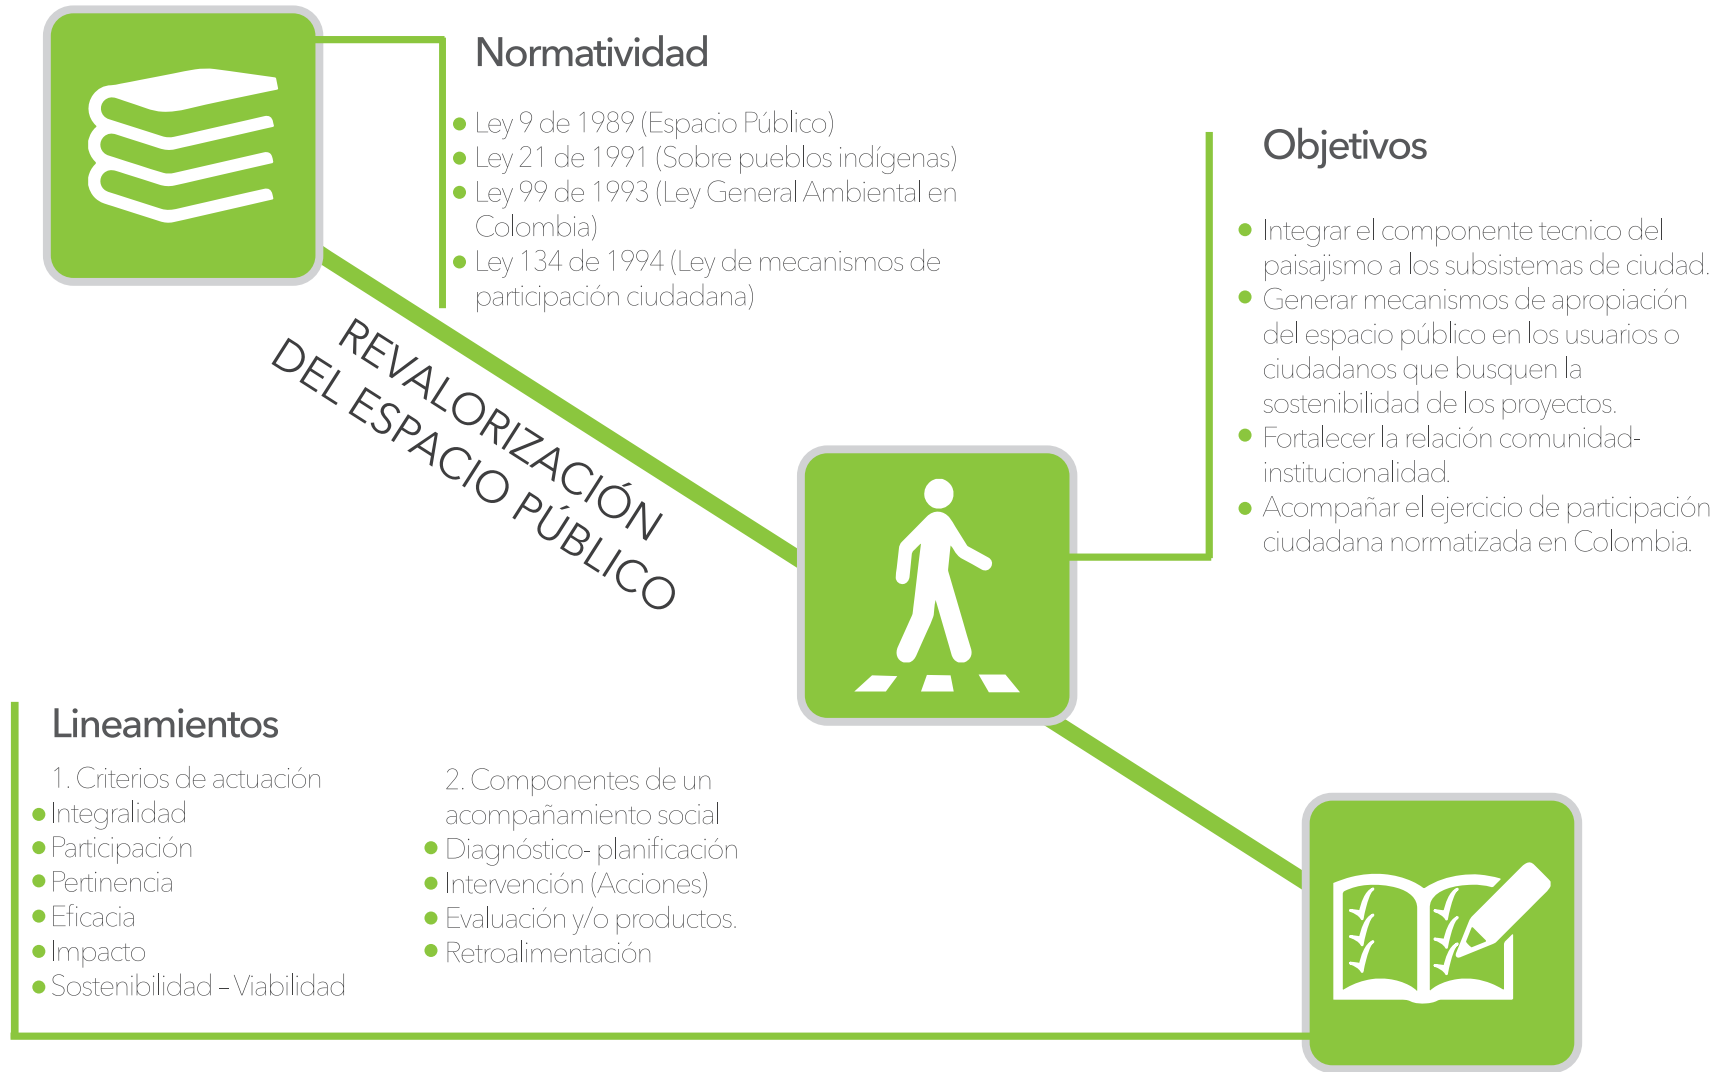 Normatividad
Ley 9 de 1989 (Espacio Público)
Ley 21 de 1991 (Sobre pueblos indígenas)
Ley 99 de 1993 (Ley General Ambiental en
Colombia)
Ley 134 de 1994 (Ley de mecanismos de
participación ciudadana)
Objetivos
Integrar el componente tecnico del
paisajismo a los subsistemas de ciudad.
Generar mecanismos de apropiación
del espacio público en los usuarios o
ciudadanos que busquen la
sostenibilidad de los proyectos.
Fortalecer la relación comunidad-
institucionalidad.
Acompañar el ejercicio de participación
ciudadana normatizada en Colombia.
REVALORIZACIÓN
DEL ESPACIO PÚBLICO
Lineamientos
1. Criterios de actuación
Integralidad
Participación
Pertinencia
Eficacia
Impacto
Sostenibilidad – Viabilidad
2. Componentes de un
acompañamiento social
Diagnóstico- planificación
Intervención (Acciones)
Evaluación y/o productos.
Retroalimentación